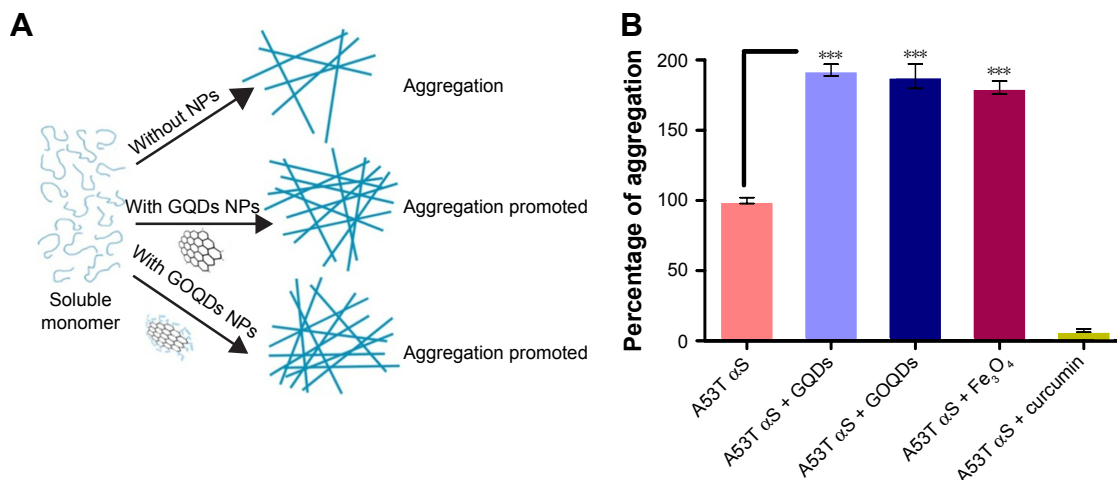 A
Without NPs
Aggregation
With GQDs NPs
Aggregation promoted
With GOQDs NPs
Soluble
monomer
Aggregation promoted
B
Percentage of aggregation
200
150
100
50
0
***
***
***
A53T αS
A53T αS + GQDs
A53T αS + GOQDs
A53T αS + Fe₃O₄
A53T αS + curcumin